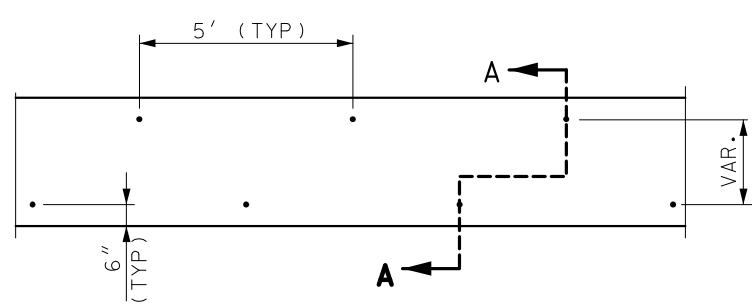 5' (TYP)
A
VAR.
6"
(TYP)
A